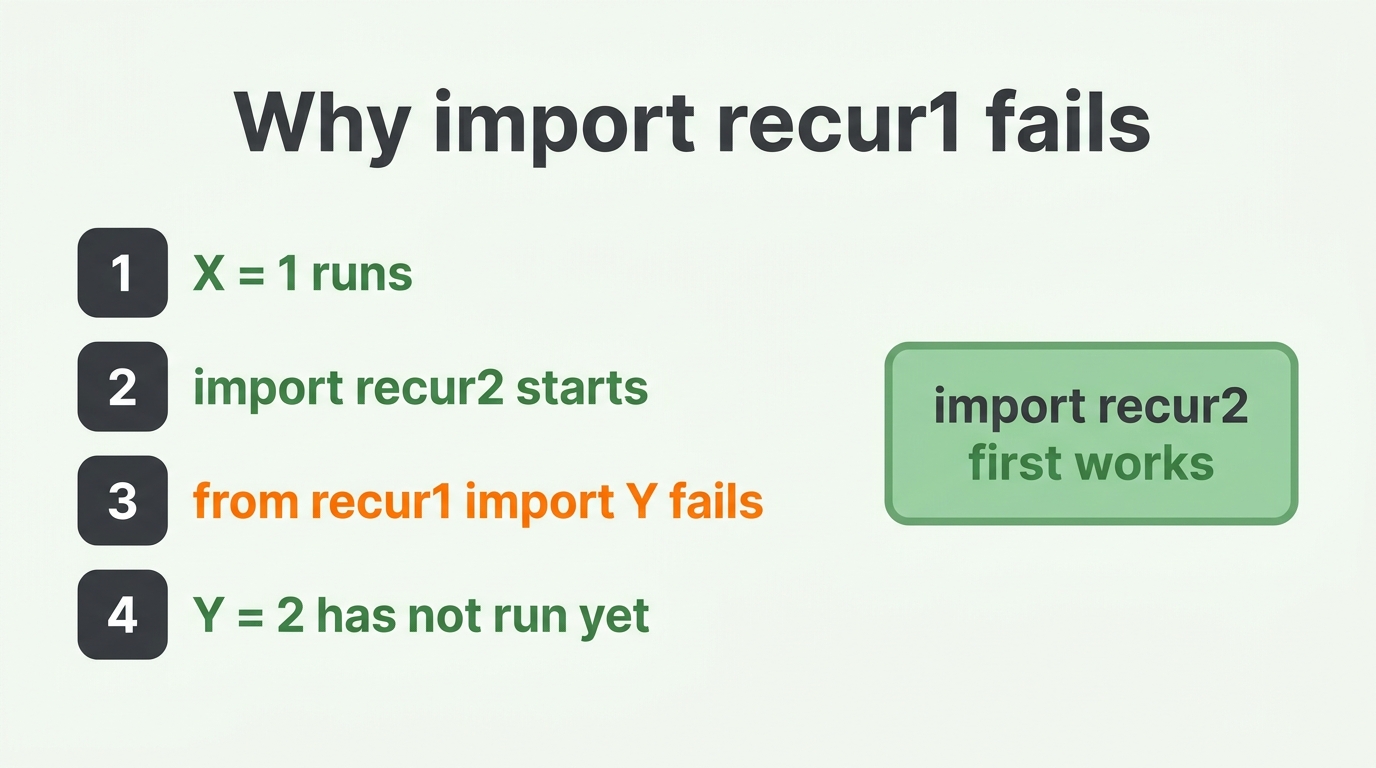 Why import recur1 fails
1 X = 1 runs
2 import recur2 starts
3 from recur1 import Y fails
4 Y = 2 has not run yet
import recur2
first works